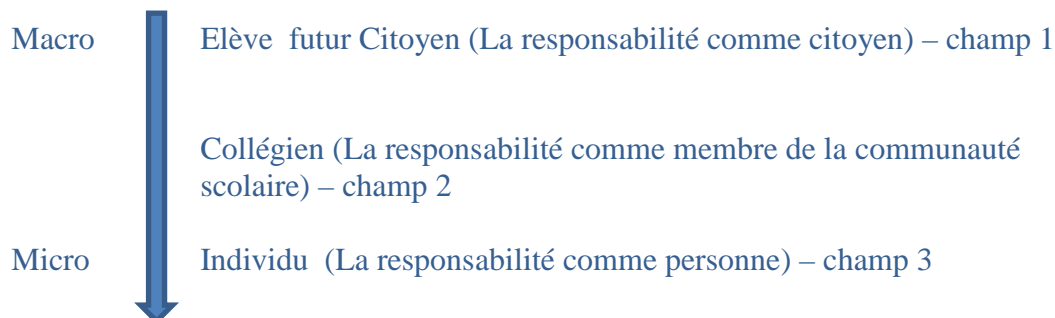 Macro Elève futur Citoyen (La responsabilité comme citoyen) – champ 1
Collégien (La responsabilité comme membre de la communauté
scolaire) – champ 2
Micro Individu (La responsabilité comme personne) – champ 3